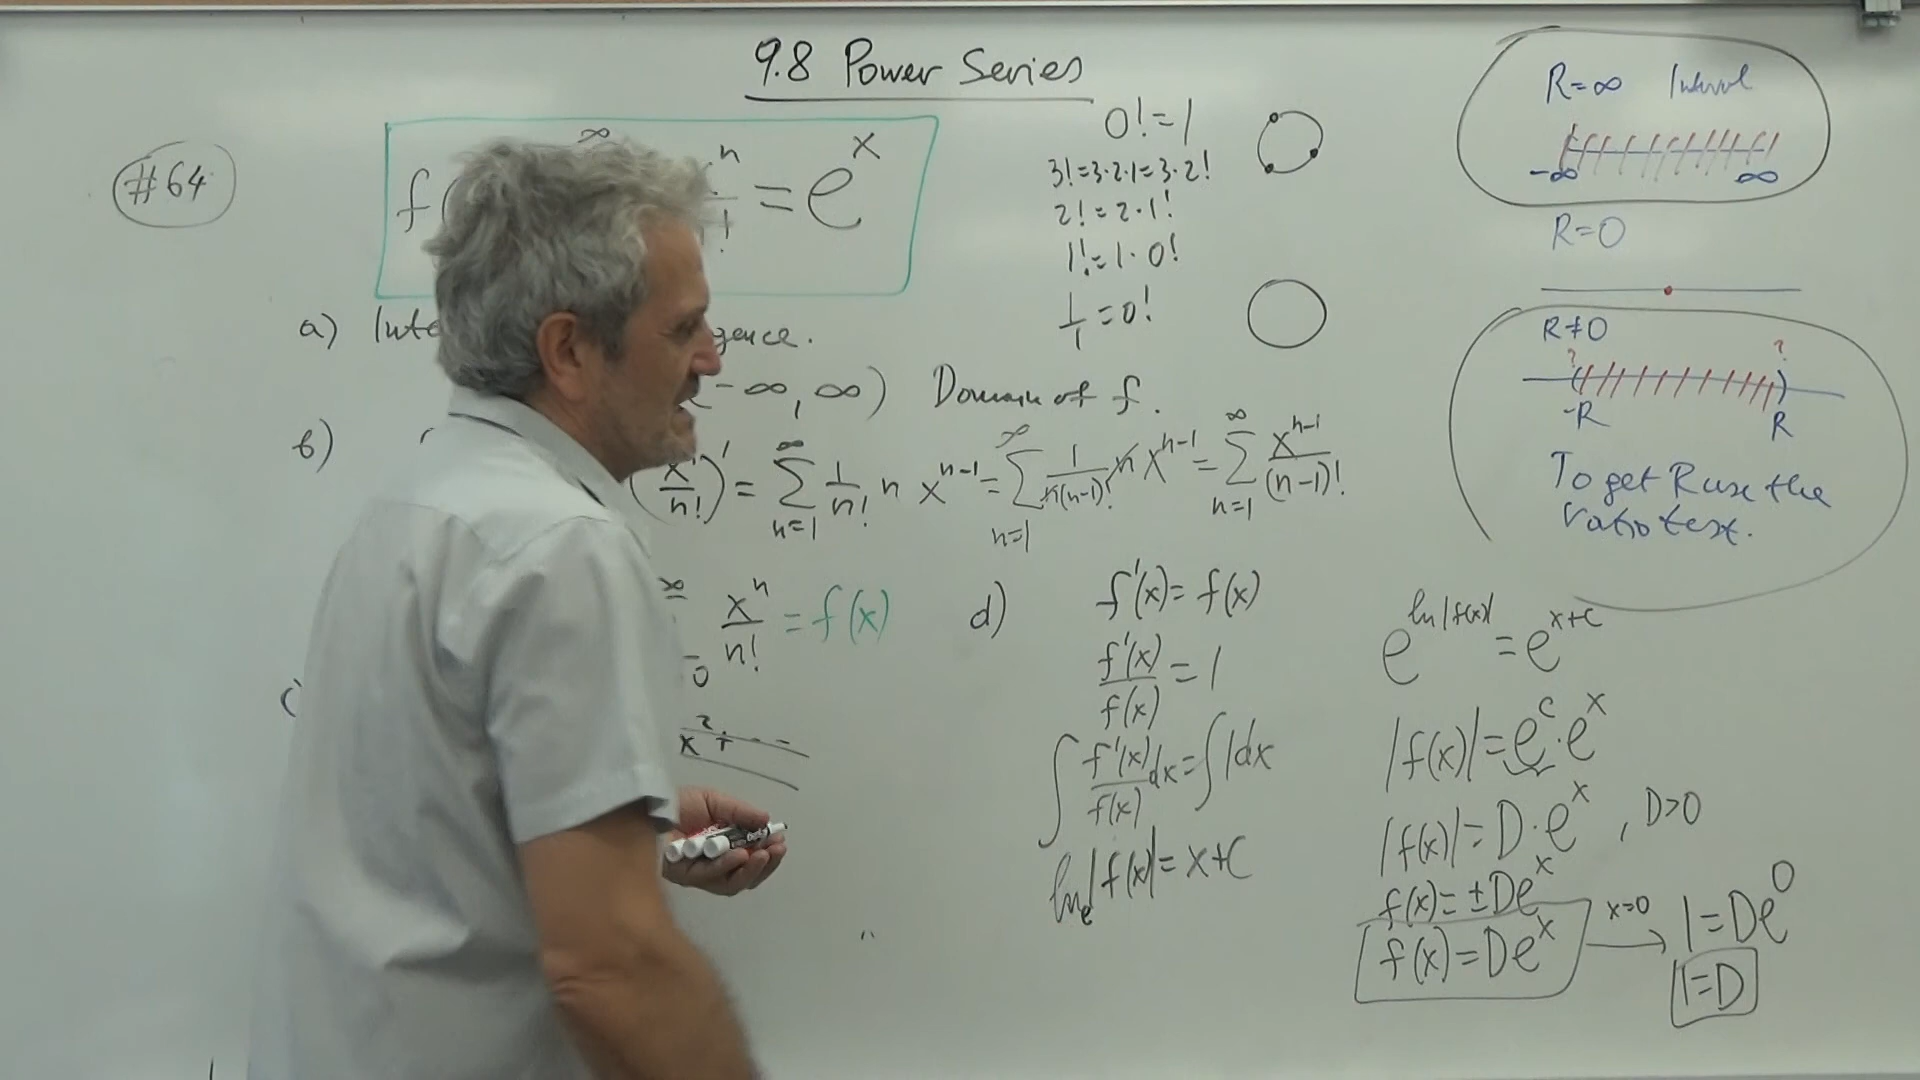 9.8 Power Series
#64
f( ∞ n/! = e^x
0! = 1
3! = 3·2·1 = 3·2!
2! = 2·1!
1! = 1·0!
1/1 = 0!
a) Inte gence.
-∞, ∞) Domain of f.
b) (x^n/n!)' = ∞∑n=1 1/n! n x^n-1 = ∞∑n=1 1/n(n-1)! n x^n-1 = ∞∑n=1 x^n-1/(n-1)!
∞ 0 x^n/n! = f(x)
x^2 + ---
d) f'(x) = f(x)
f'(x)/f(x) = 1
∫ f'(x)/f(x) dx = ∫ 1dx
ln_e|f(x)| = x+C
e^ln|f(x)| = e^x+C
|f(x)| = e^C · e^x
|f(x)| = D · e^x , D>0
f(x) = ±De^x
f(x) = De^x
x=0
1 = De^0
1 = D
R=∞ Interval
-∞ ∞
R=0
R≠0
? ?
-R R
To get R use the
ratio test.